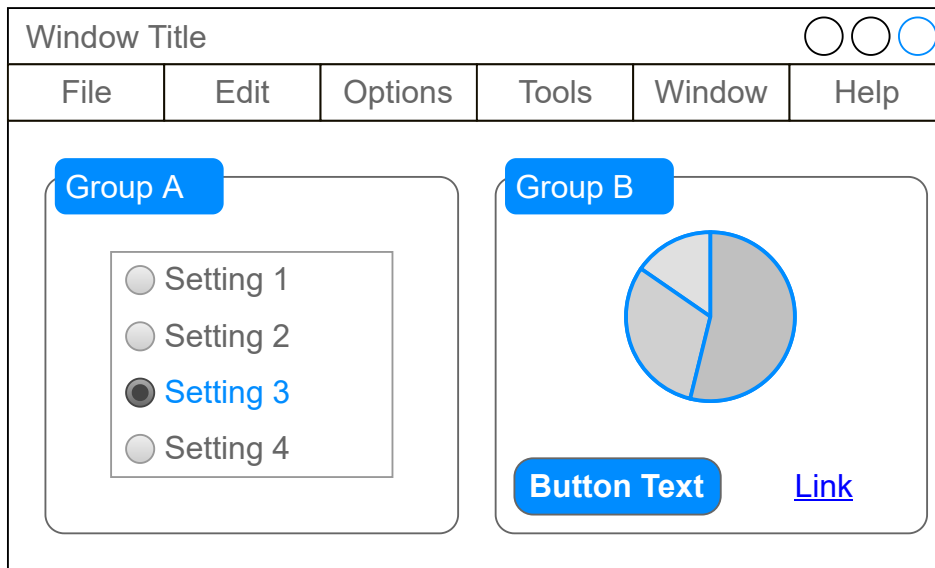 Window Title
File Edit Options Tools Window Help
Group A
Setting 1
Setting 2
Setting 3
Setting 4
Group B
Button Text
Link